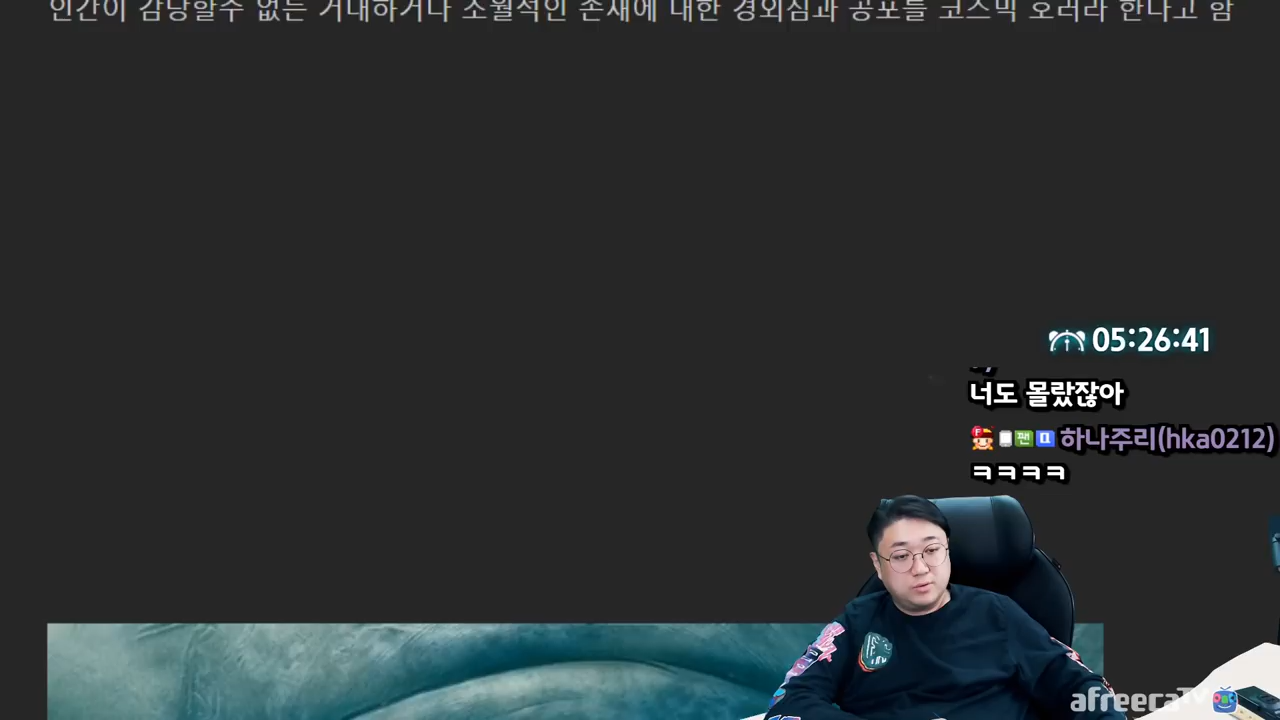 인간이 감당할수 없는 거대하거나 초월적인 존재에 대한 경외심과 공포를 코스믹 호러라 한다고 함
05:26:41
너도 몰랐잖아
F 팬 하나주리(hka0212)
ㅋㅋㅋㅋ
afreecaTV